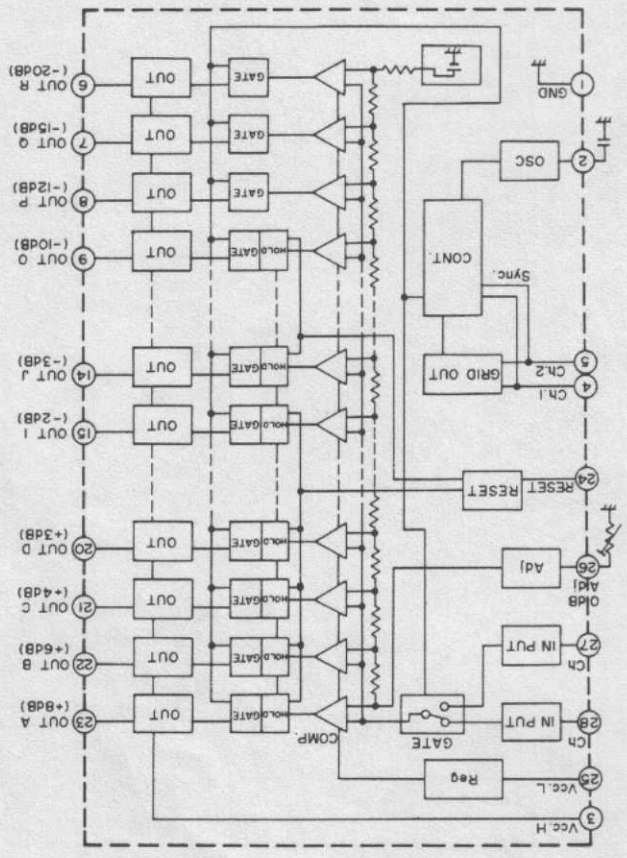 Vcc.H
3
Vcc.L
25
Reg
Ch
28
IN PUT
GATE
COMP.
HOLD GATE
OUT
23
OUT A
(+8dB)
Ch
27
IN PUT
HOLD GATE
OUT
22
OUT B
(+6dB)
0dB
Adj
26
Adj
HOLD GATE
OUT
21
OUT C
(+4dB)
HOLD GATE
OUT
20
OUT D
(+3dB)
RESET
24
RESET
HOLD GATE
OUT
15
OUT I
(-2dB)
Ch.1
4
Ch.2
5
GRID OUT
HOLD GATE
OUT
14
OUT J
(-3dB)
Sync.
CONT.
HOLD GATE
OUT
9
OUT O
(-10dB)
GATE
OUT
8
OUT P
(-12dB)
2
OSC
GATE
OUT
7
OUT Q
(-15dB)
GND
1
GATE
OUT
6
OUT R
(-20dB)